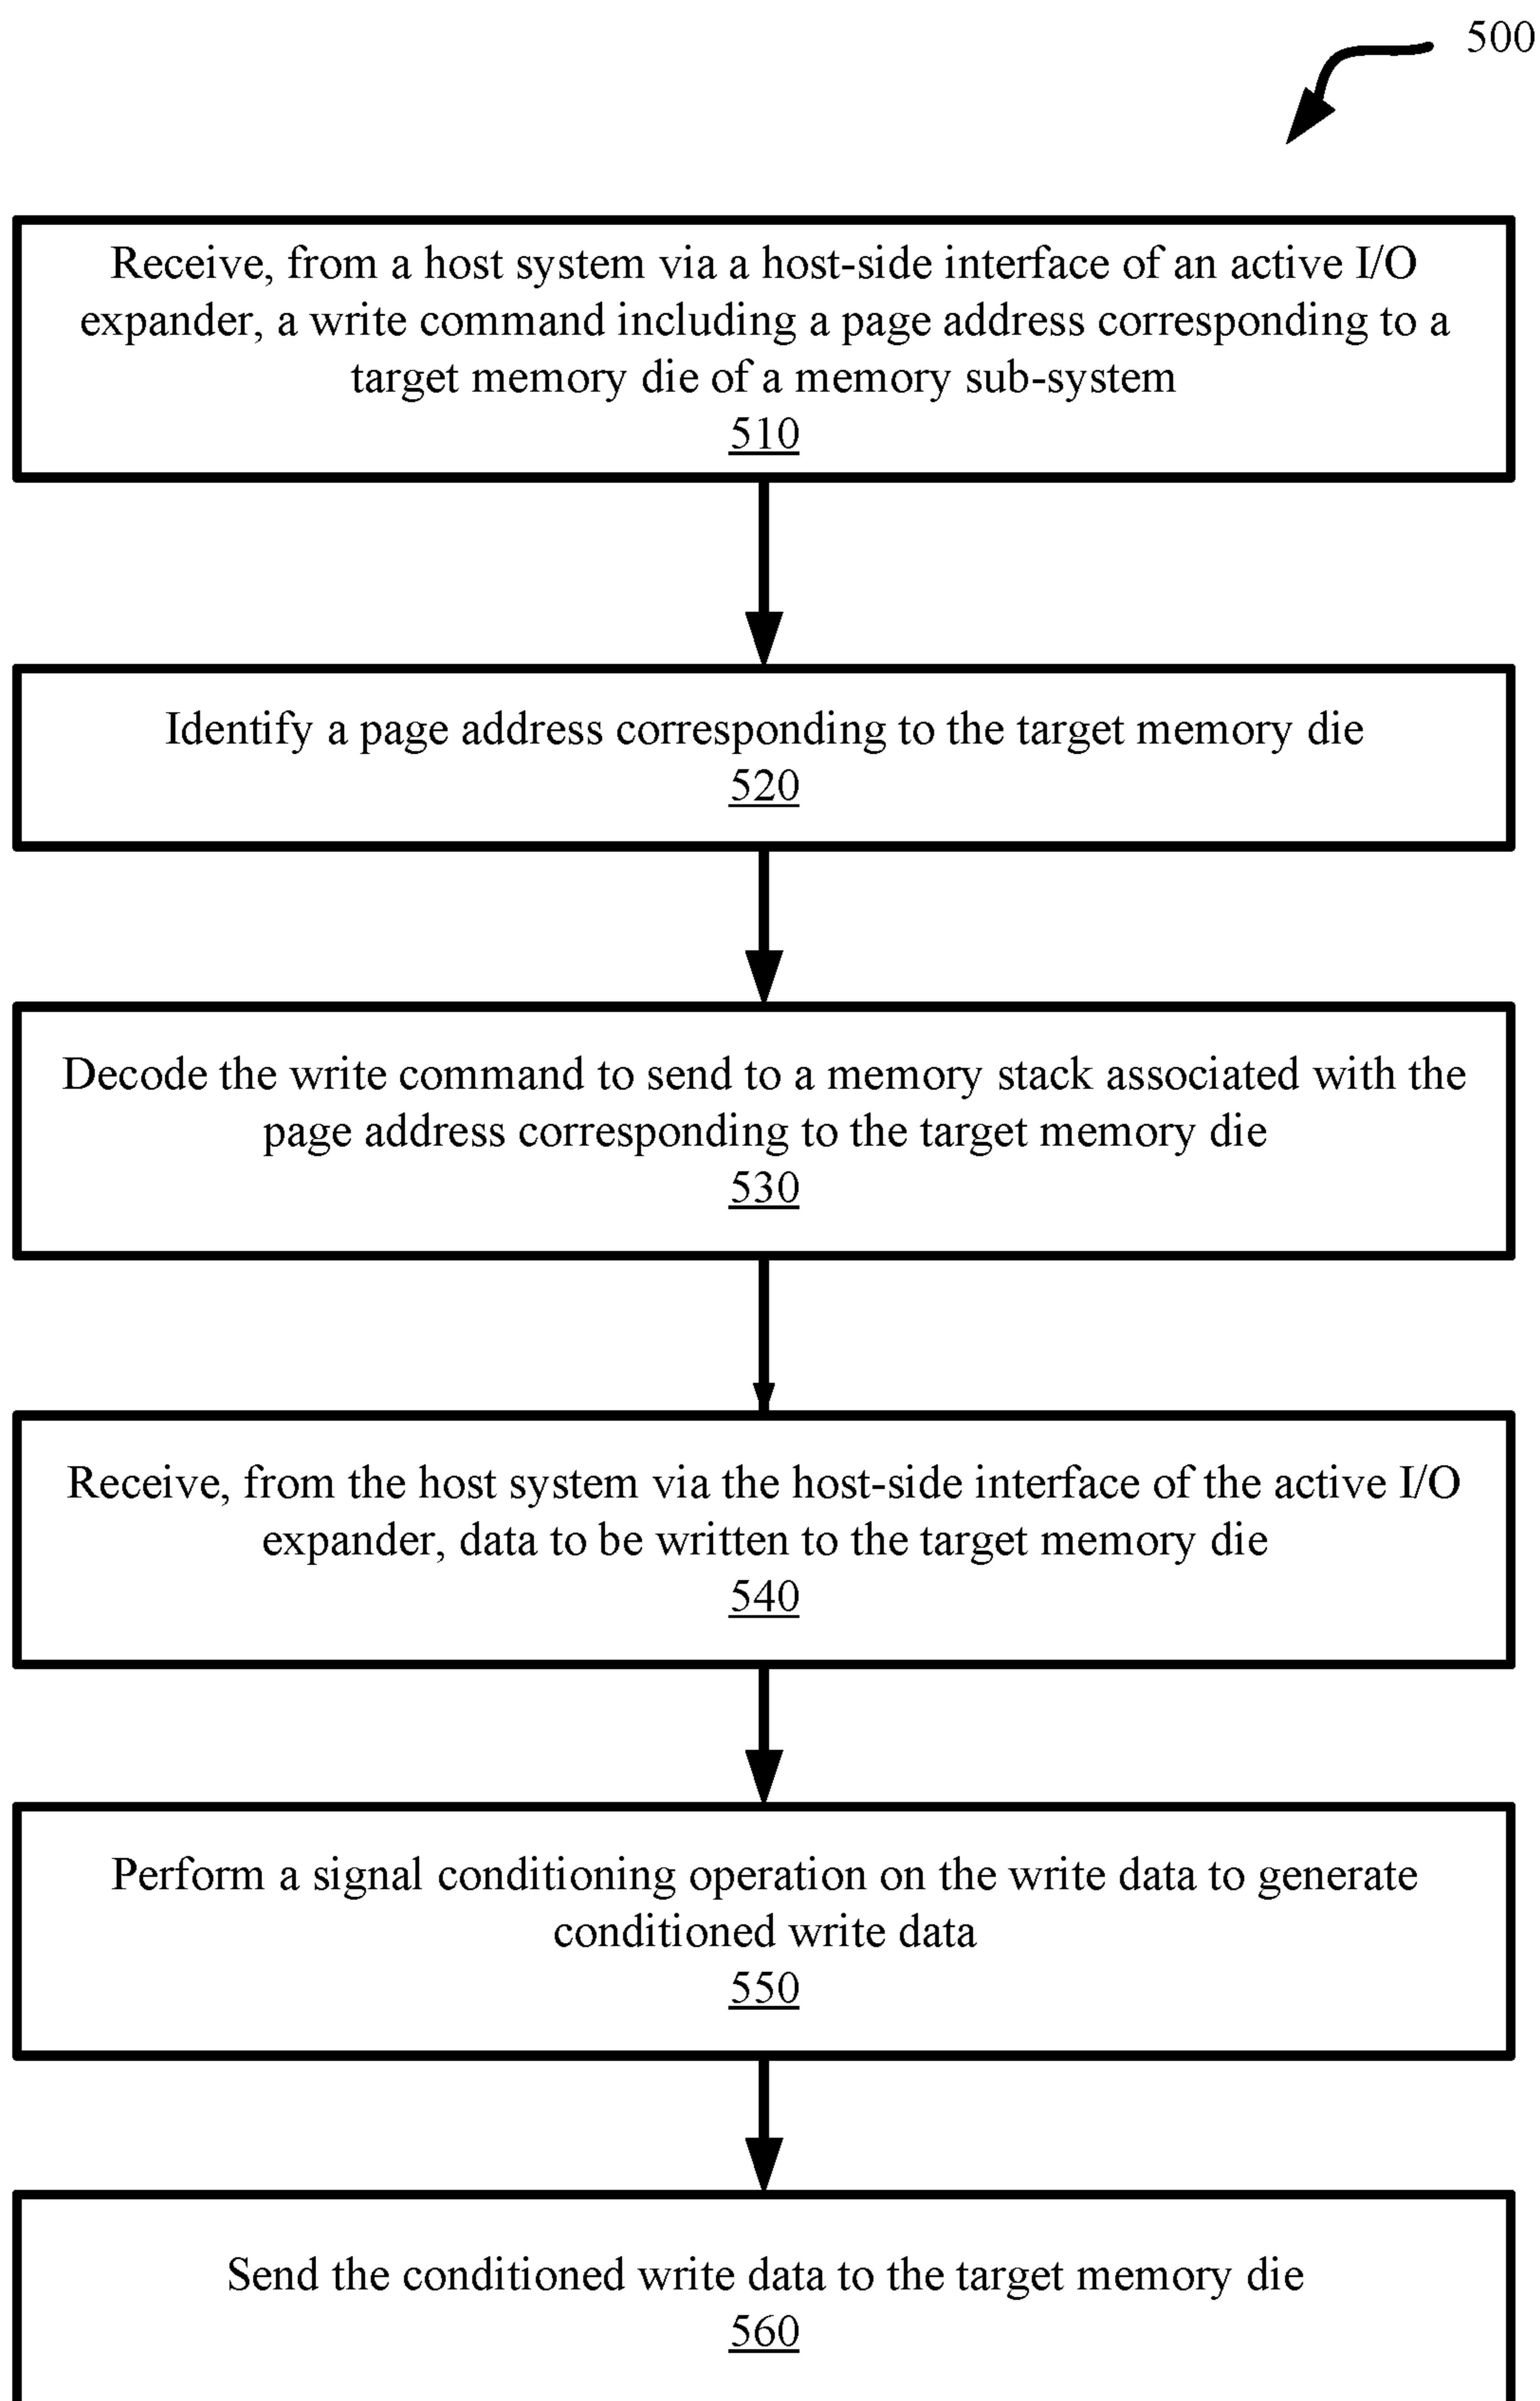 500
Receive, from a host system via a host-side interface of an active I/O
expander, a write command including a page address corresponding to a
target memory die of a memory sub-system
510
Identify a page address corresponding to the target memory die
520
Decode the write command to send to a memory stack associated with the
page address corresponding to the target memory die
530
Receive, from the host system via the host-side interface of the active I/O
expander, data to be written to the target memory die
540
Perform a signal conditioning operation on the write data to generate
conditioned write data
550
Send the conditioned write data to the target memory die
560